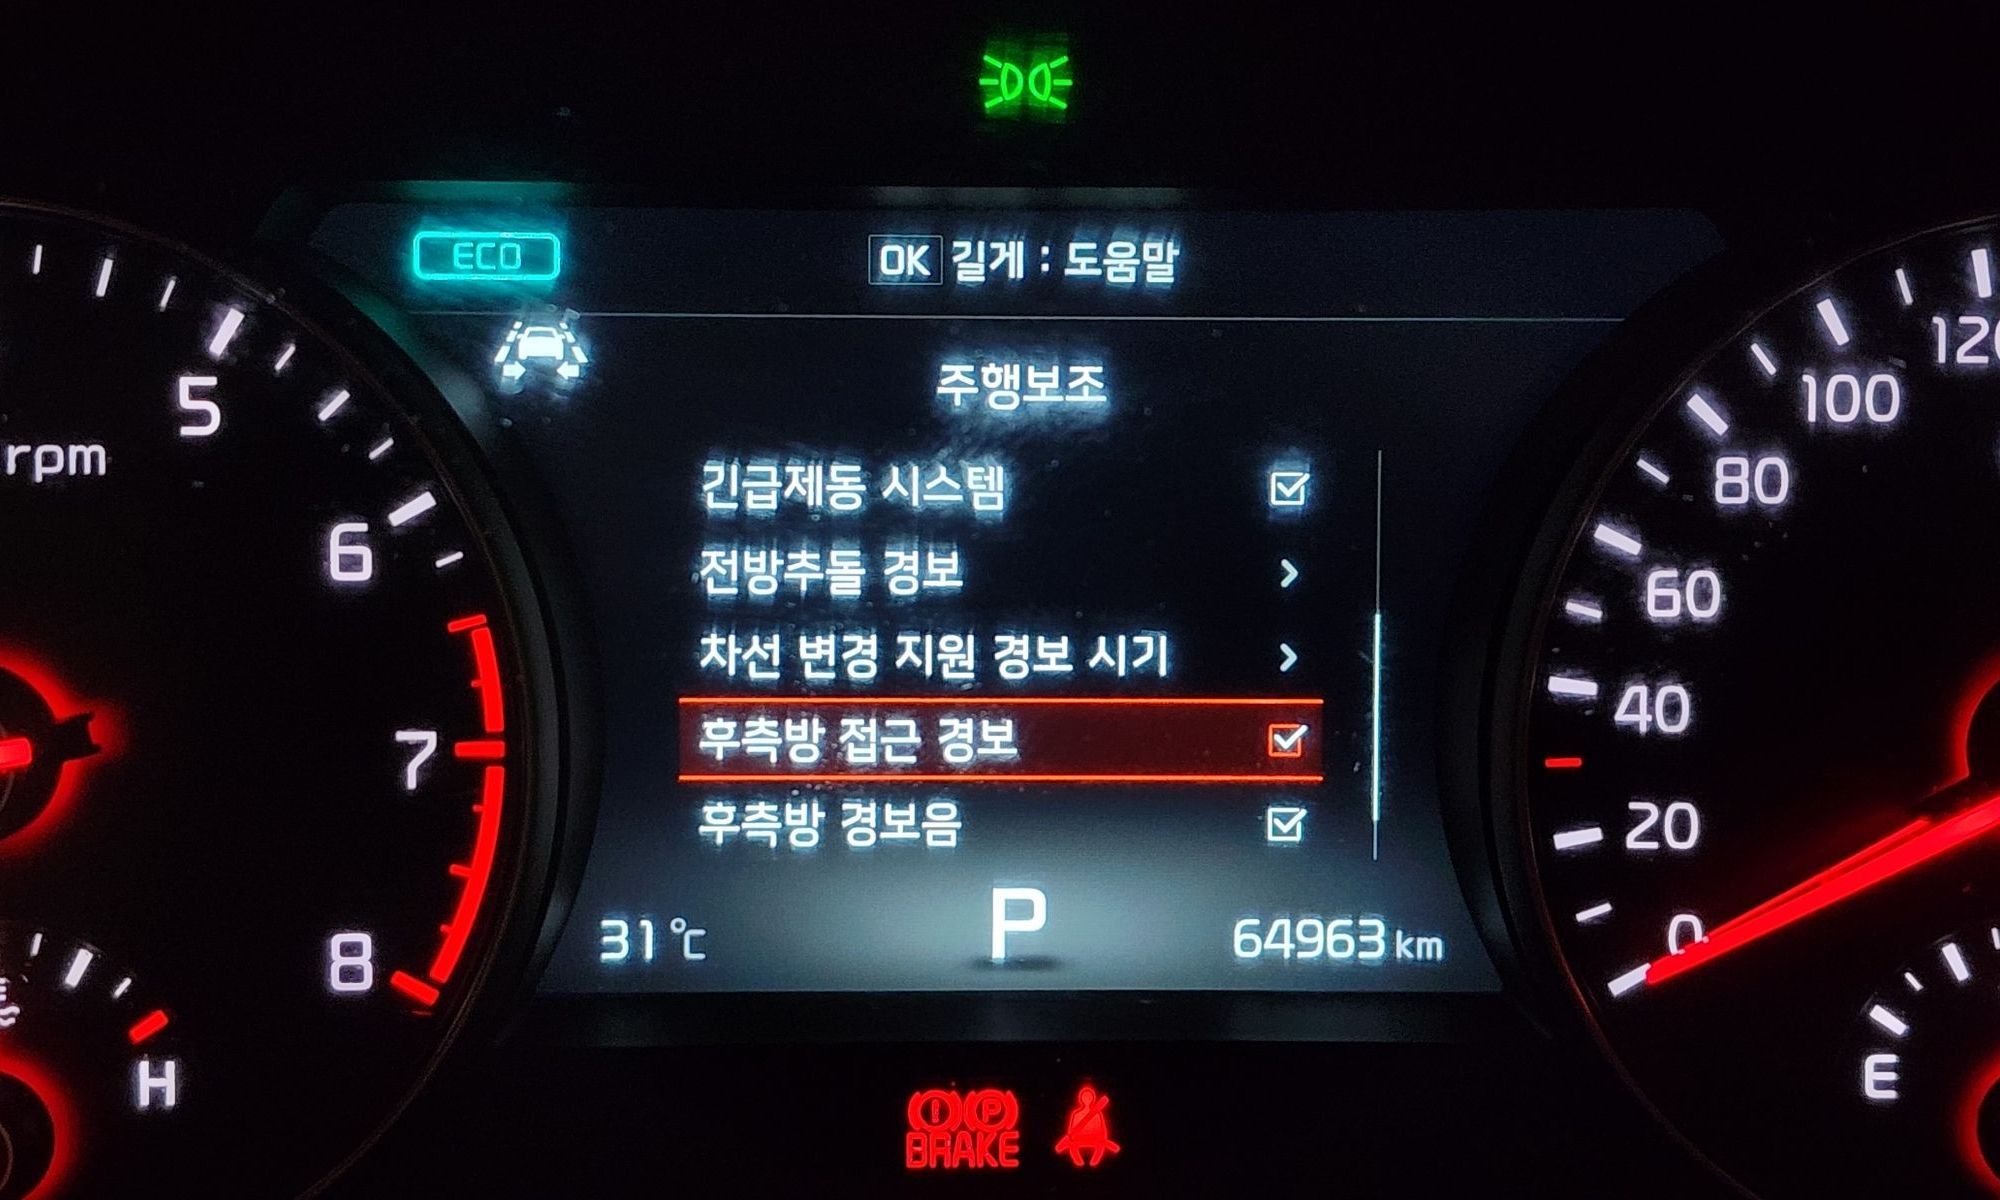 ECO
OK 길게 : 도움말
주행보조
긴급제동 시스템
전방추돌 경보
차선 변경 지원 경보 시기
후측방 접근 경보
후측방 경보음
31 °C
P
64963 km
5
rpm
6
7
8
H
120
100
80
60
40
20
0
E
BRAKE